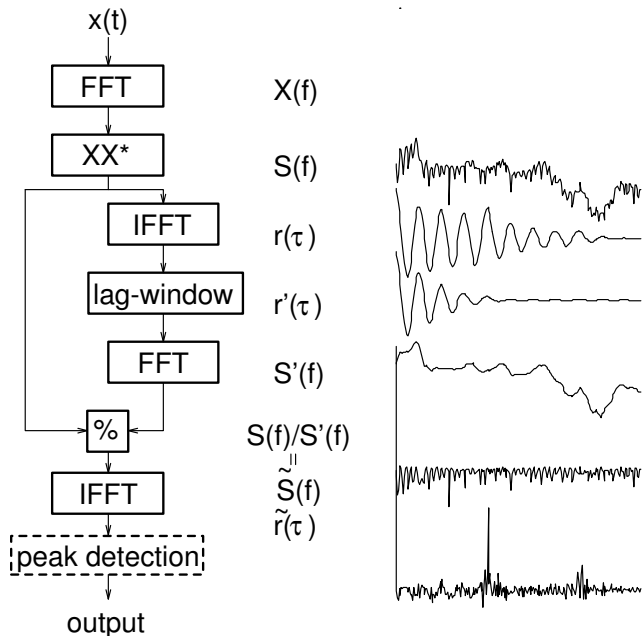 x(t)
FFT
X(f)
XX*
S(f)
IFFT
r(τ)
lag-window
r'(τ)
FFT
S'(f)
%
S(f)/S'(f)
=
IFFT
S̃(f)
r̃(τ)
peak detection
output